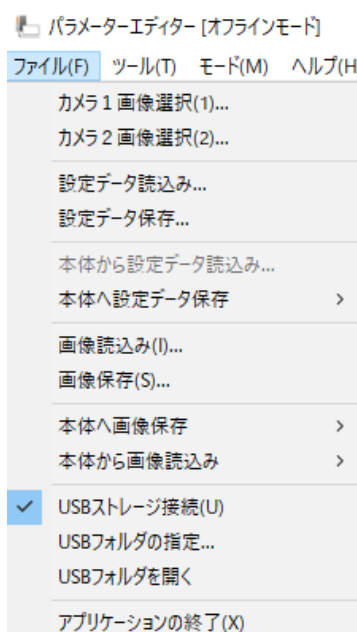 パラメーターエディター [オフラインモード]
ファイル(F) ツール(T) モード(M) ヘルプ(H
カメラ1画像選択(1)...
カメラ2画像選択(2)...
設定データ読込み...
設定データ保存...
本体から設定データ読込み...
本体へ設定データ保存
画像読込み(I)...
画像保存(S)...
本体へ画像保存
本体から画像読込み
USBストレージ接続(U)
USBフォルダの指定...
USBフォルダを開く
アプリケーションの終了(X)